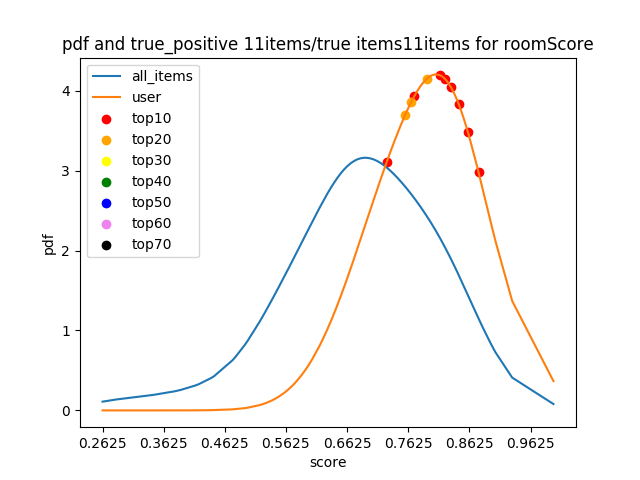 pdf and true_positive 11items/true items11items for roomScore
all_items
user
top10
top20
top30
top40
top50
top60
top70
pdf
4
3
2
1
0
0.2625 0.3625 0.4625 0.5625 0.6625 0.7625 0.8625 0.9625
score